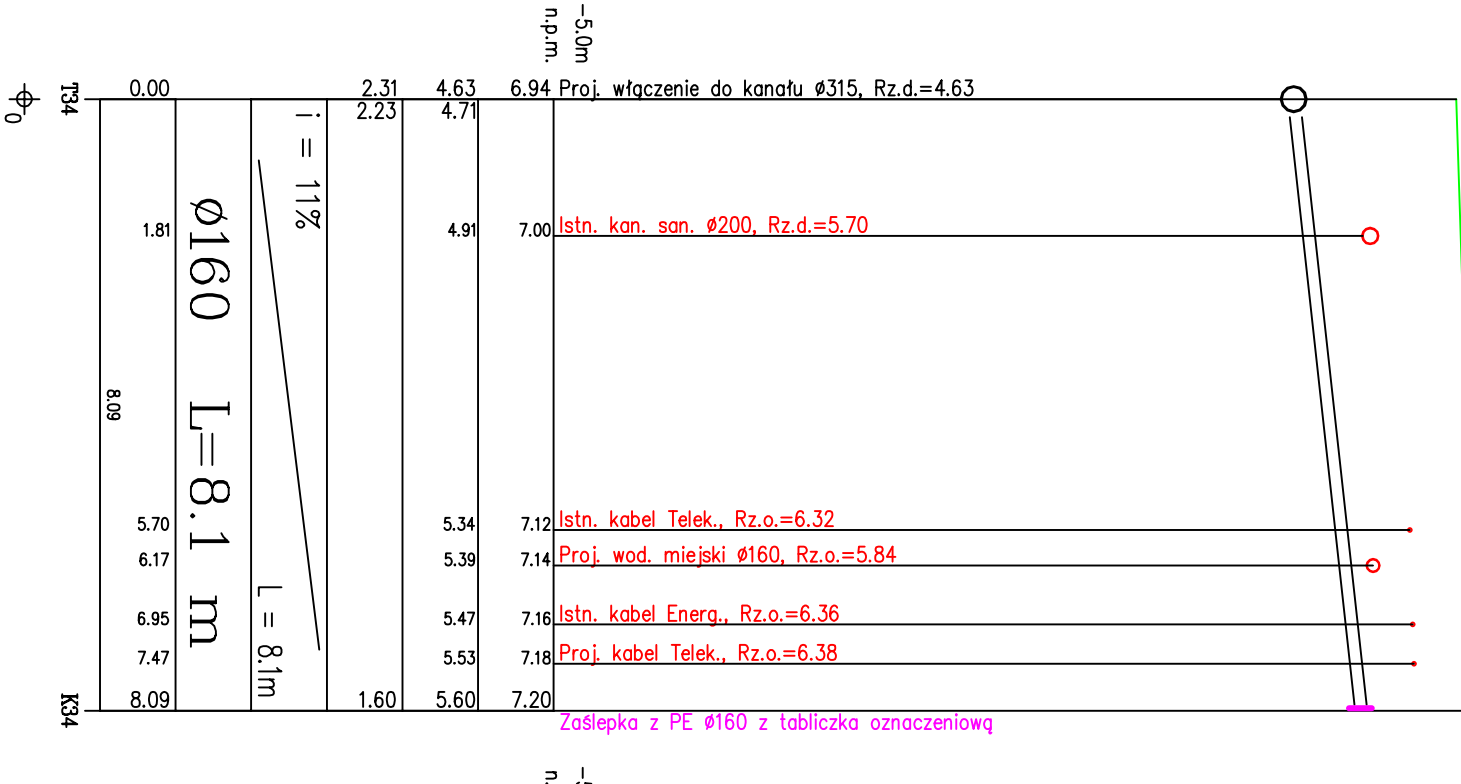 -5.0m
n.p.m.
T34
0.00
2.31
4.63
6.94
Proj. włączenie do kanału ø315, Rz.d.=4.63
2.23
4.71
0
i = 11%
1.81
4.91
7.00
Istn. kan. san. ø200, Rz.d.=5.70
ø160 L=8.1 m
8.09
5.70
5.34
7.12
Istn. kabel Telek., Rz.o.=6.32
6.17
5.39
7.14
Proj. wod. miejski ø160, Rz.o.=5.84
L = 8.1m
6.95
5.47
7.16
Istn. kabel Energ., Rz.o.=6.36
7.47
5.53
7.18
Proj. kabel Telek., Rz.o.=6.38
K34
8.09
1.60
5.60
7.20
Zaślepka z PE ø160 z tabliczka oznaczeniową